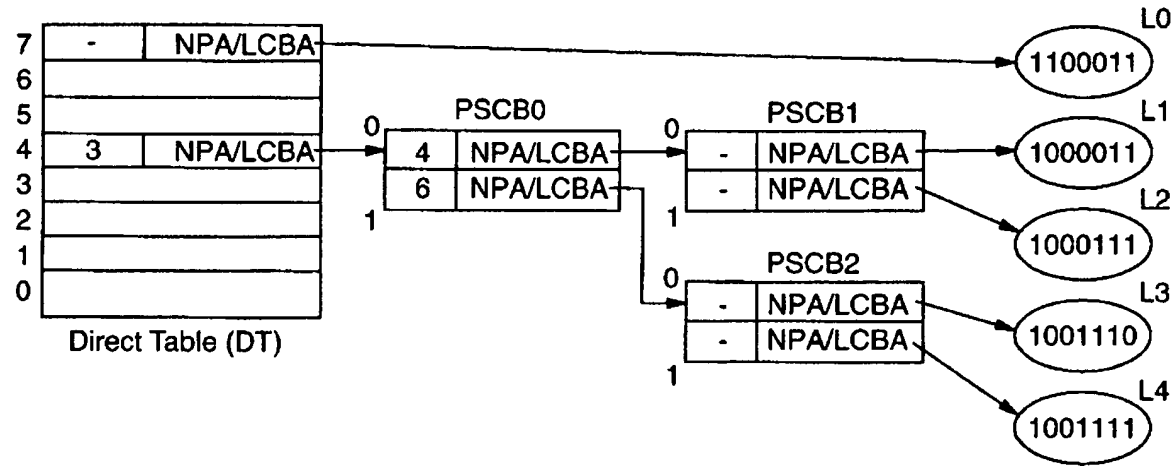 L0
7 - NPA/LCBA 1100011
6
5 PSCB0 PSCB1 L1
4 3 NPA/LCBA 0 4 NPA/LCBA 0 - NPA/LCBA 1000011
3 6 NPA/LCBA - NPA/LCBA
2 1 1 L2
1 1000111
0 PSCB2
0 - NPA/LCBA L3
Direct Table (DT) - NPA/LCBA 1001110
1
L4
1001111